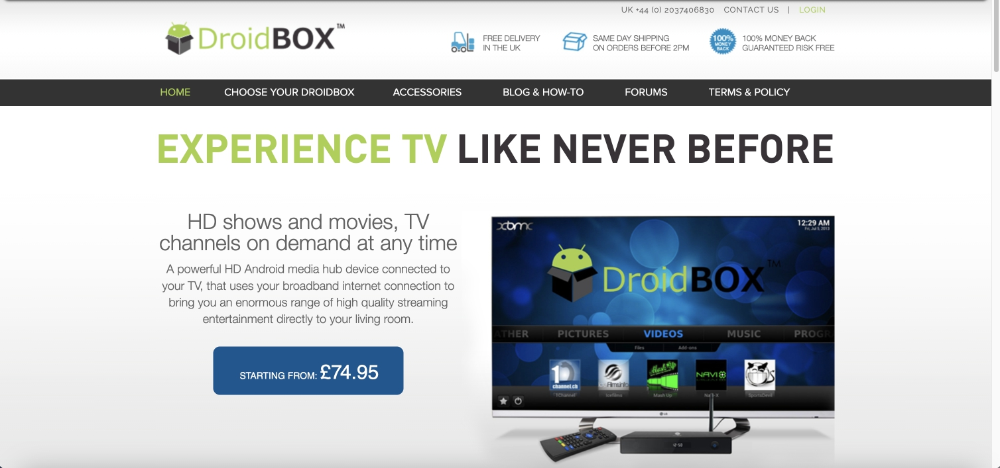 UK +44 (0) 2037406830 CONTACT US | LOGIN
DroidBOX™
FREE DELIVERY
IN THE UK
SAME DAY SHIPPING
ON ORDERS BEFORE 2PM
100%
MONEY
BACK
100% MONEY BACK
GUARANTEED RISK FREE
HOME CHOOSE YOUR DROIDBOX ACCESSORIES BLOG & HOW-TO FORUMS TERMS & POLICY
EXPERIENCE TV LIKE NEVER BEFORE
HD shows and movies, TV
channels on demand at any time
A powerful HD Android media hub device connected to
your TV, that uses your broadband internet connection to
bring you an enormous range of high quality streaming
entertainment directly to your living room.
STARTING FROM: £74.95
xbmc
12:29 AM
Fri, Jul 5, 2013
DroidBOX™
ATHER PICTURES VIDEOS MUSIC PROGR
Files Add-ons
1
channel.ch
NAVI
1Channel Icefilms Mash Up Navi-X SportsDevil
LG